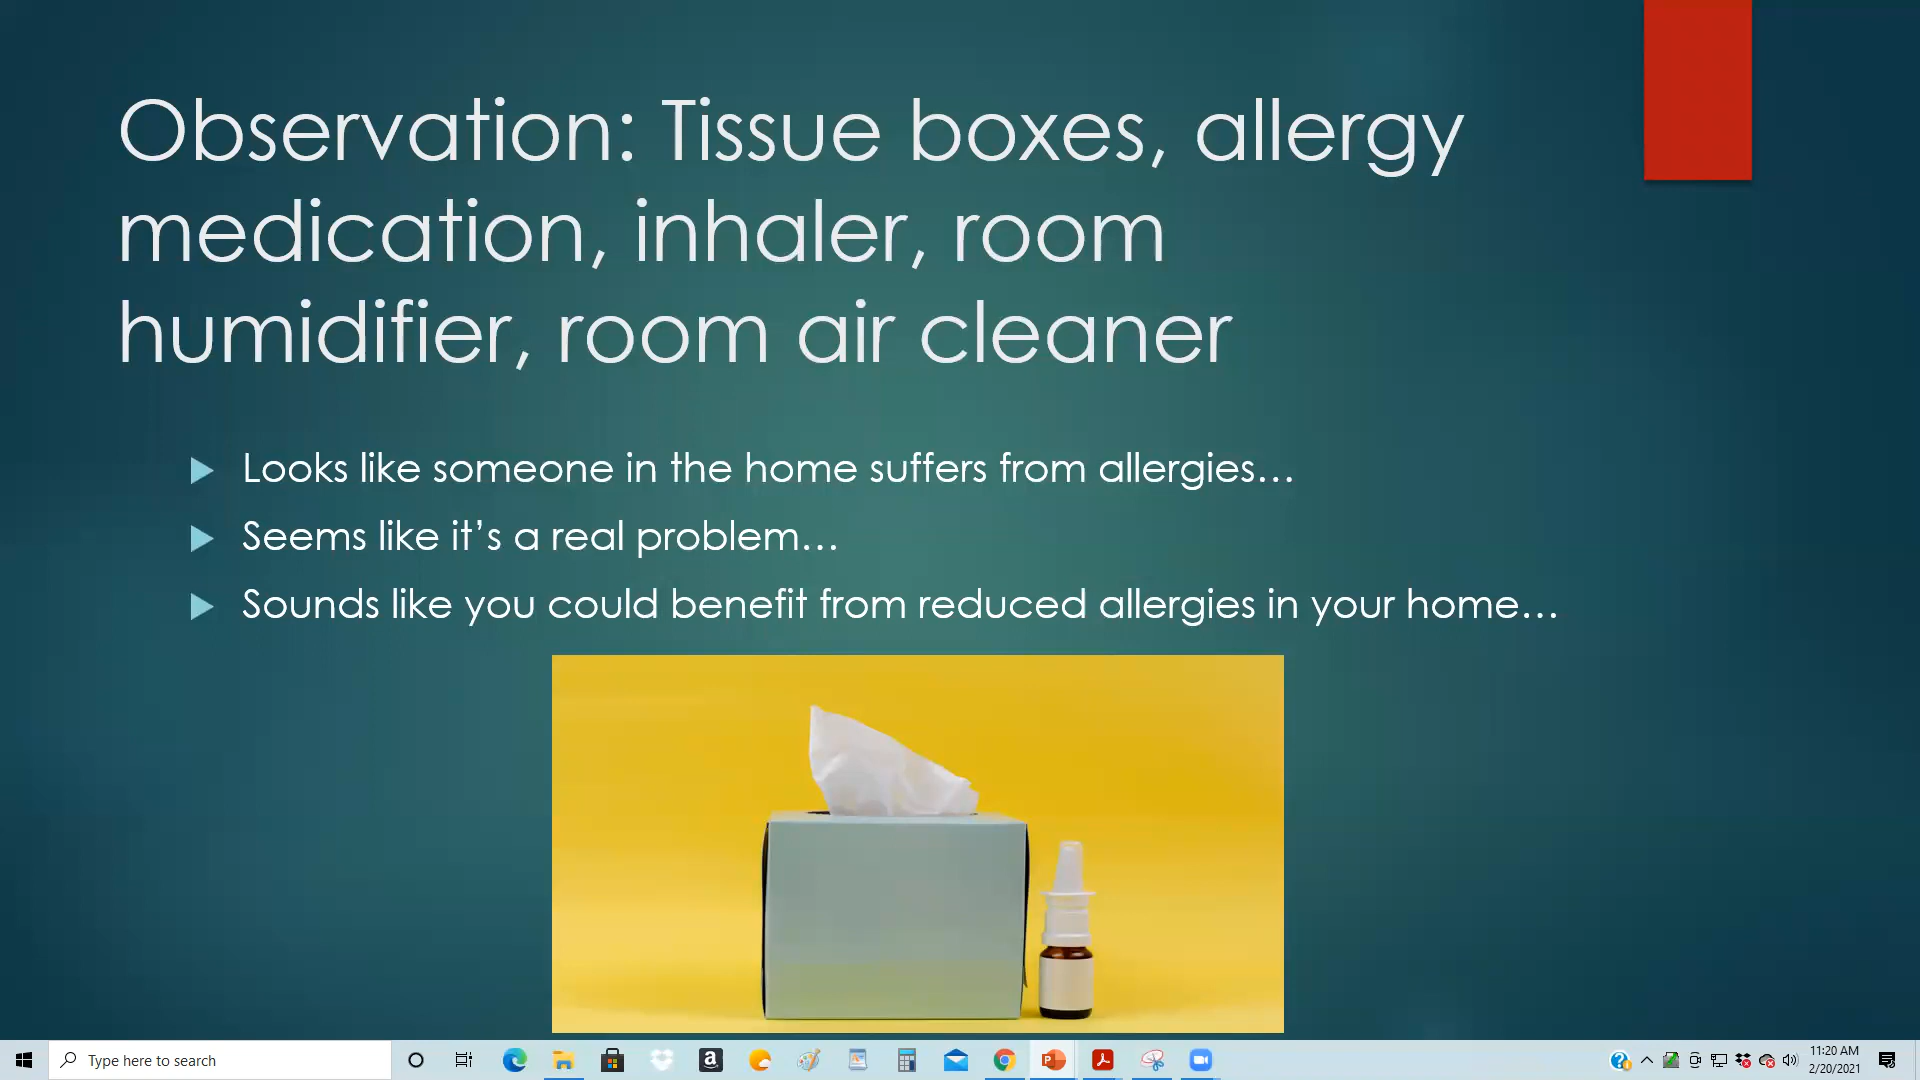 Observation: Tissue boxes, allergy
medication, inhaler, room
humidifier, room air cleaner
Looks like someone in the home suffers from allergies…
Seems like it’s a real problem…
Sounds like you could benefit from reduced allergies in your home…
Type here to search
11:20 AM
2/20/2021